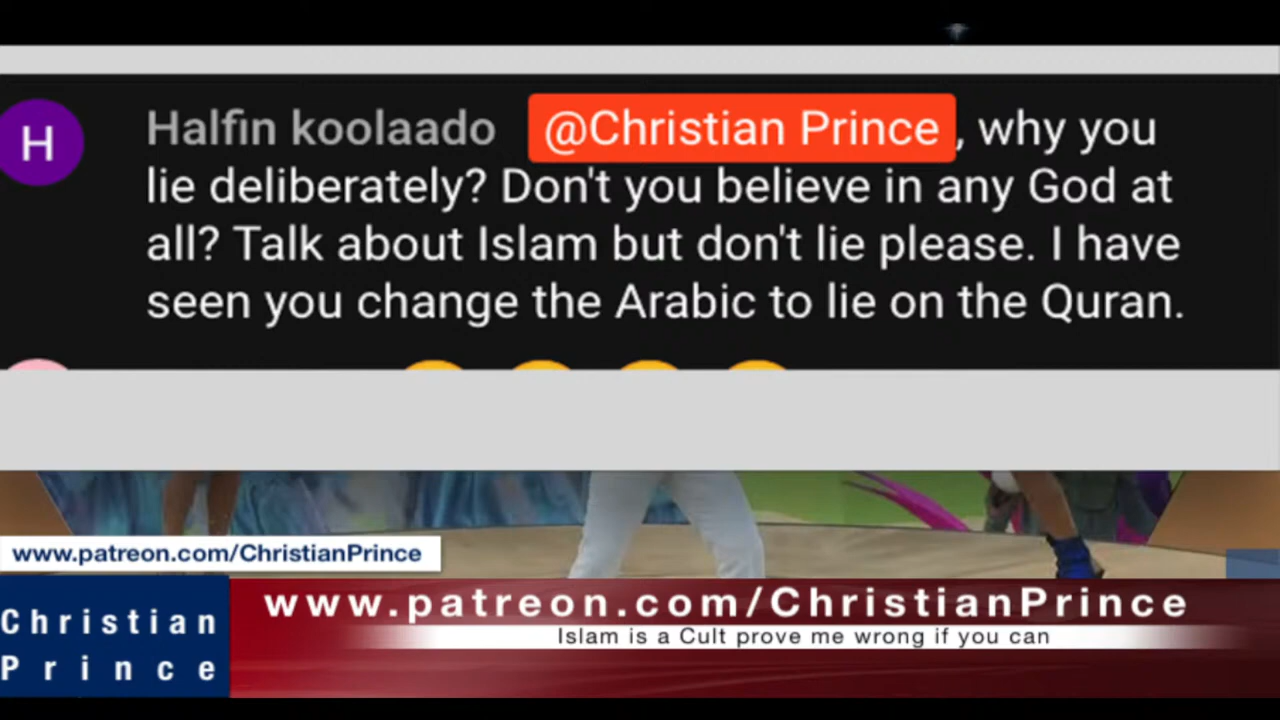 H
Halfin koolaado @Christian Prince, why you
lie deliberately? Don't you believe in any God at
all? Talk about Islam but don't lie please. I have
seen you change the Arabic to lie on the Quran.
www.patreon.com/ChristianPrince
www.patreon.com/ChristianPrince
Islam is a Cult prove me wrong if you can
Christian
Prince